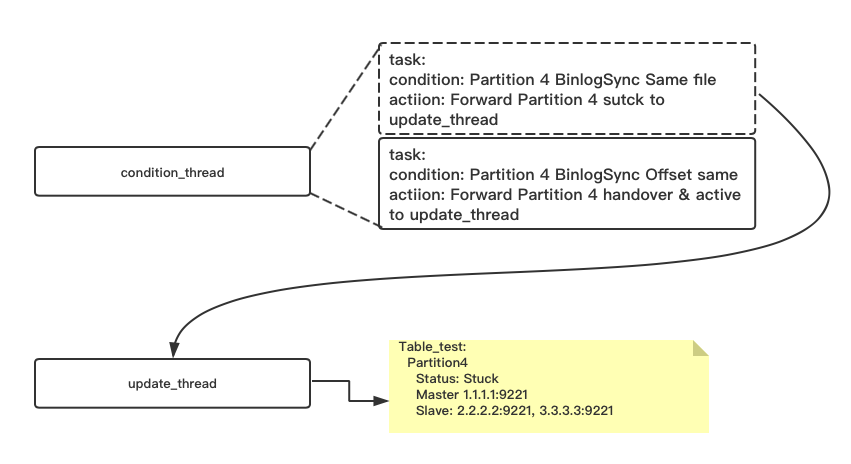 task:
condition: Partition 4 BinlogSync Same file
actiion: Forward Partition 4 sutck to
update_thread
task:
condition: Partition 4 BinlogSync Offset same
actiion: Forward Partition 4 handover & active
to update_thread
condition_thread
update_thread
Table_test:
Partition4
Status: Stuck
Master 1.1.1.1:9221
Slave: 2.2.2.2:9221, 3.3.3.3:9221